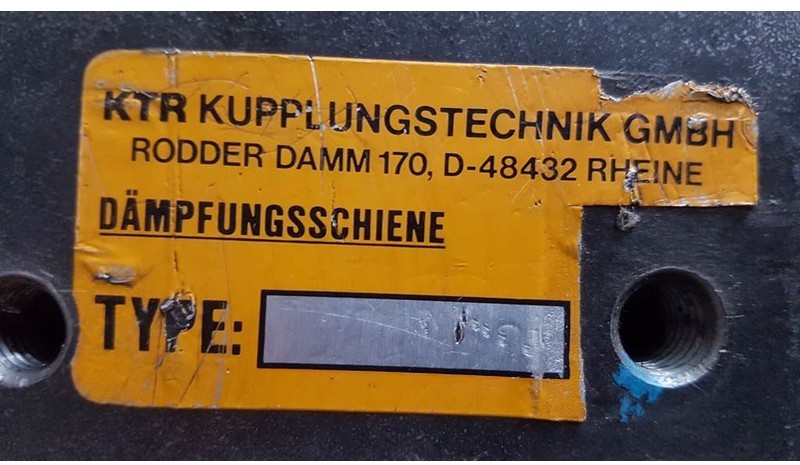 KTR KUPPLUNGSTECHNIK GMBH
RODDER DAMM 170, D-48432 RHEINE
DÄMPFUNGSSCHIENE
TYPE: